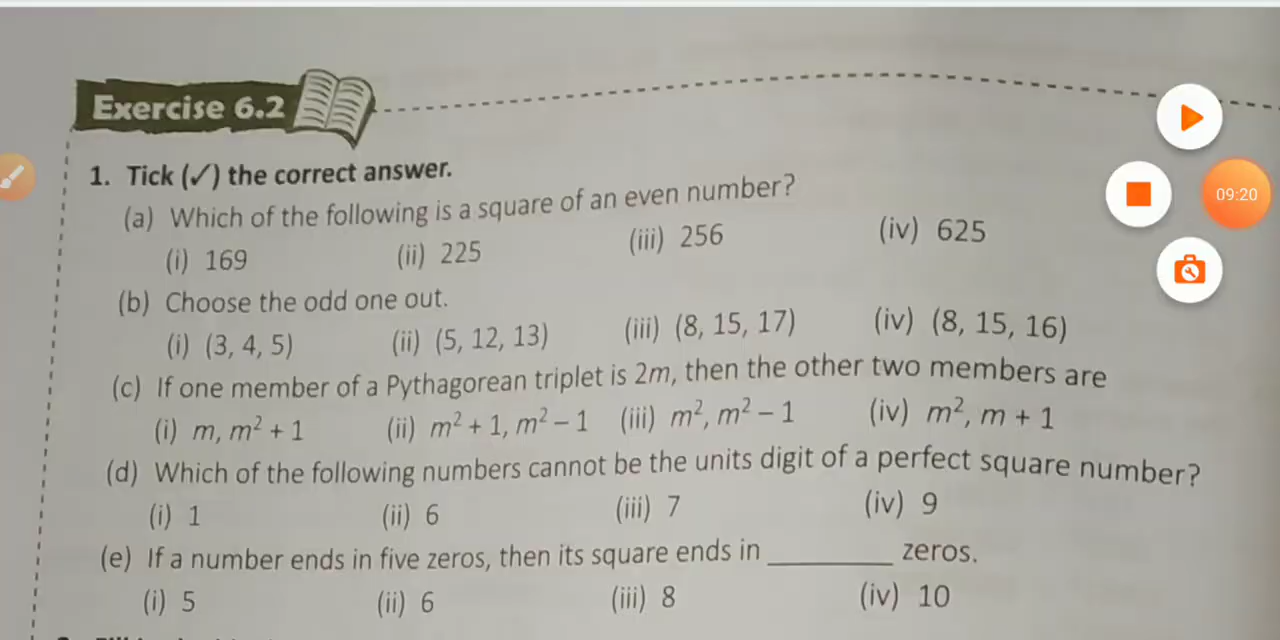 Exercise 6.2
1. Tick (✓) the correct answer.
(a) Which of the following is a square of an even number?
(i) 169 (ii) 225 (iii) 256 (iv) 625
(b) Choose the odd one out.
(i) (3, 4, 5) (ii) (5, 12, 13) (iii) (8, 15, 17) (iv) (8, 15, 16)
(c) If one member of a Pythagorean triplet is 2m, then the other two members are
(i) m, m² + 1 (ii) m² + 1, m² – 1 (iii) m², m² – 1 (iv) m², m + 1
(d) Which of the following numbers cannot be the units digit of a perfect square number?
(i) 1 (ii) 6 (iii) 7 (iv) 9
(e) If a number ends in five zeros, then its square ends in ________ zeros.
(i) 5 (ii) 6 (iii) 8 (iv) 10
09:20